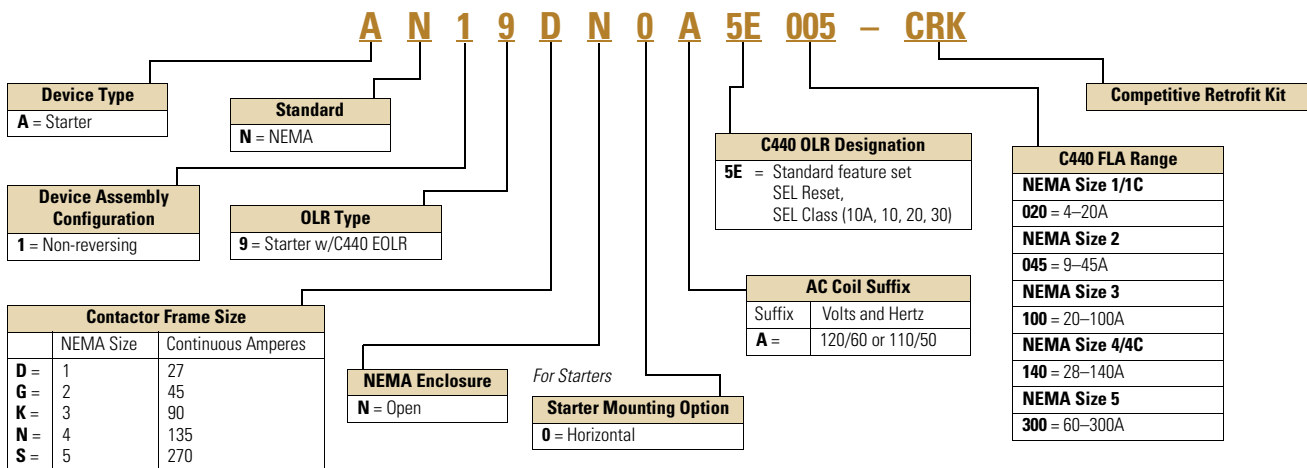 A N 1 9 D N 0 A 5E 005 – CRK
Device Type
A = Starter
Standard
N = NEMA
Competitive Retrofit Kit
C440 OLR Designation
5E = Standard feature set
SEL Reset,
SEL Class (10A, 10, 20, 30)
C440 FLA Range
NEMA Size 1/1C
020 = 4–20A
NEMA Size 2
045 = 9–45A
NEMA Size 3
100 = 20–100A
NEMA Size 4/4C
140 = 28–140A
NEMA Size 5
300 = 60–300A
Device Assembly
Configuration
1 = Non-reversing
OLR Type
9 = Starter w/C440 EOLR
AC Coil Suffix
Suffix Volts and Hertz
A = 120/60 or 110/50
Contactor Frame Size
NEMA Size Continuous Amperes
D = 1 27
G = 2 45
K = 3 90
N = 4 135
S = 5 270
NEMA Enclosure
N = Open
For Starters
Starter Mounting Option
0 = Horizontal